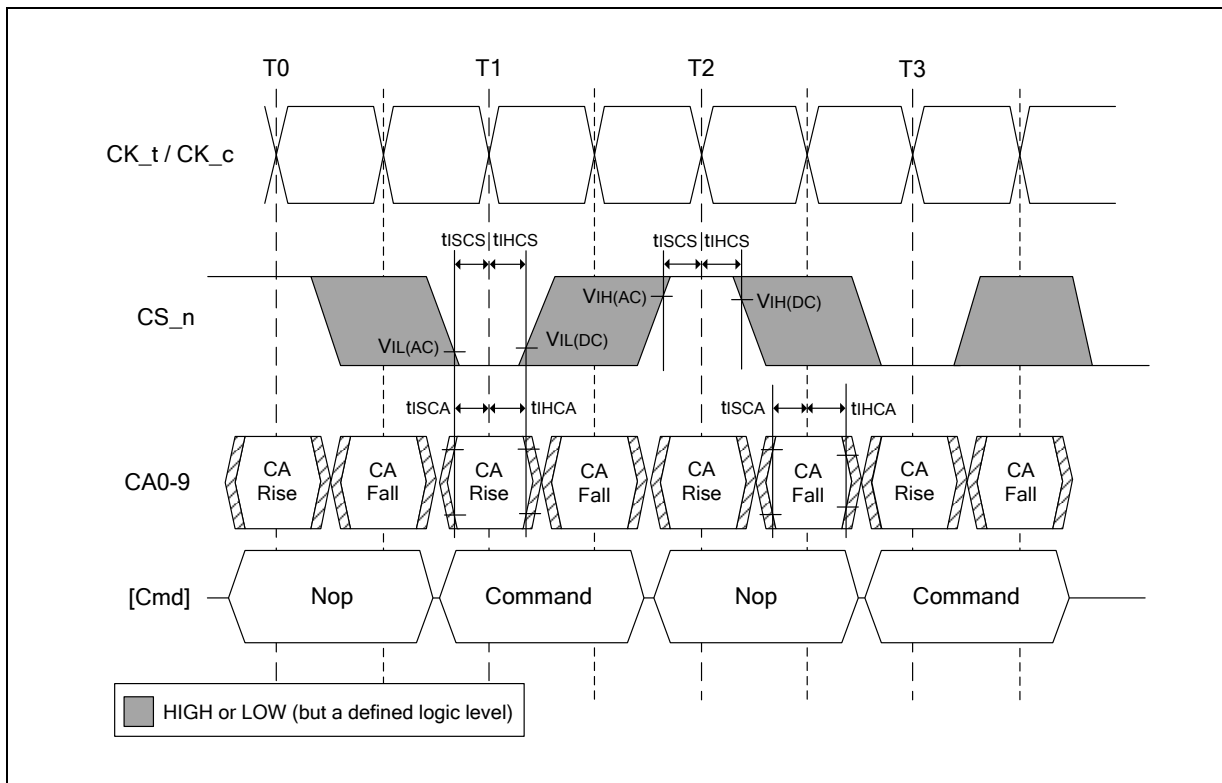 T0 T1 T2 T3
CK_t / CK_c
tISCS tIHCS tISCS tIHCS
CS_n
VIH(AC) VIH(DC)
VIL(AC) VIL(DC)
tISCA tIHCA tISCA tIHCA
CA0-9
CA Rise
CA Fall
CA Rise
CA Fall
CA Rise
CA Fall
CA Rise
CA Fall
[Cmd] Nop Command Nop Command
HIGH or LOW (but a defined logic level)